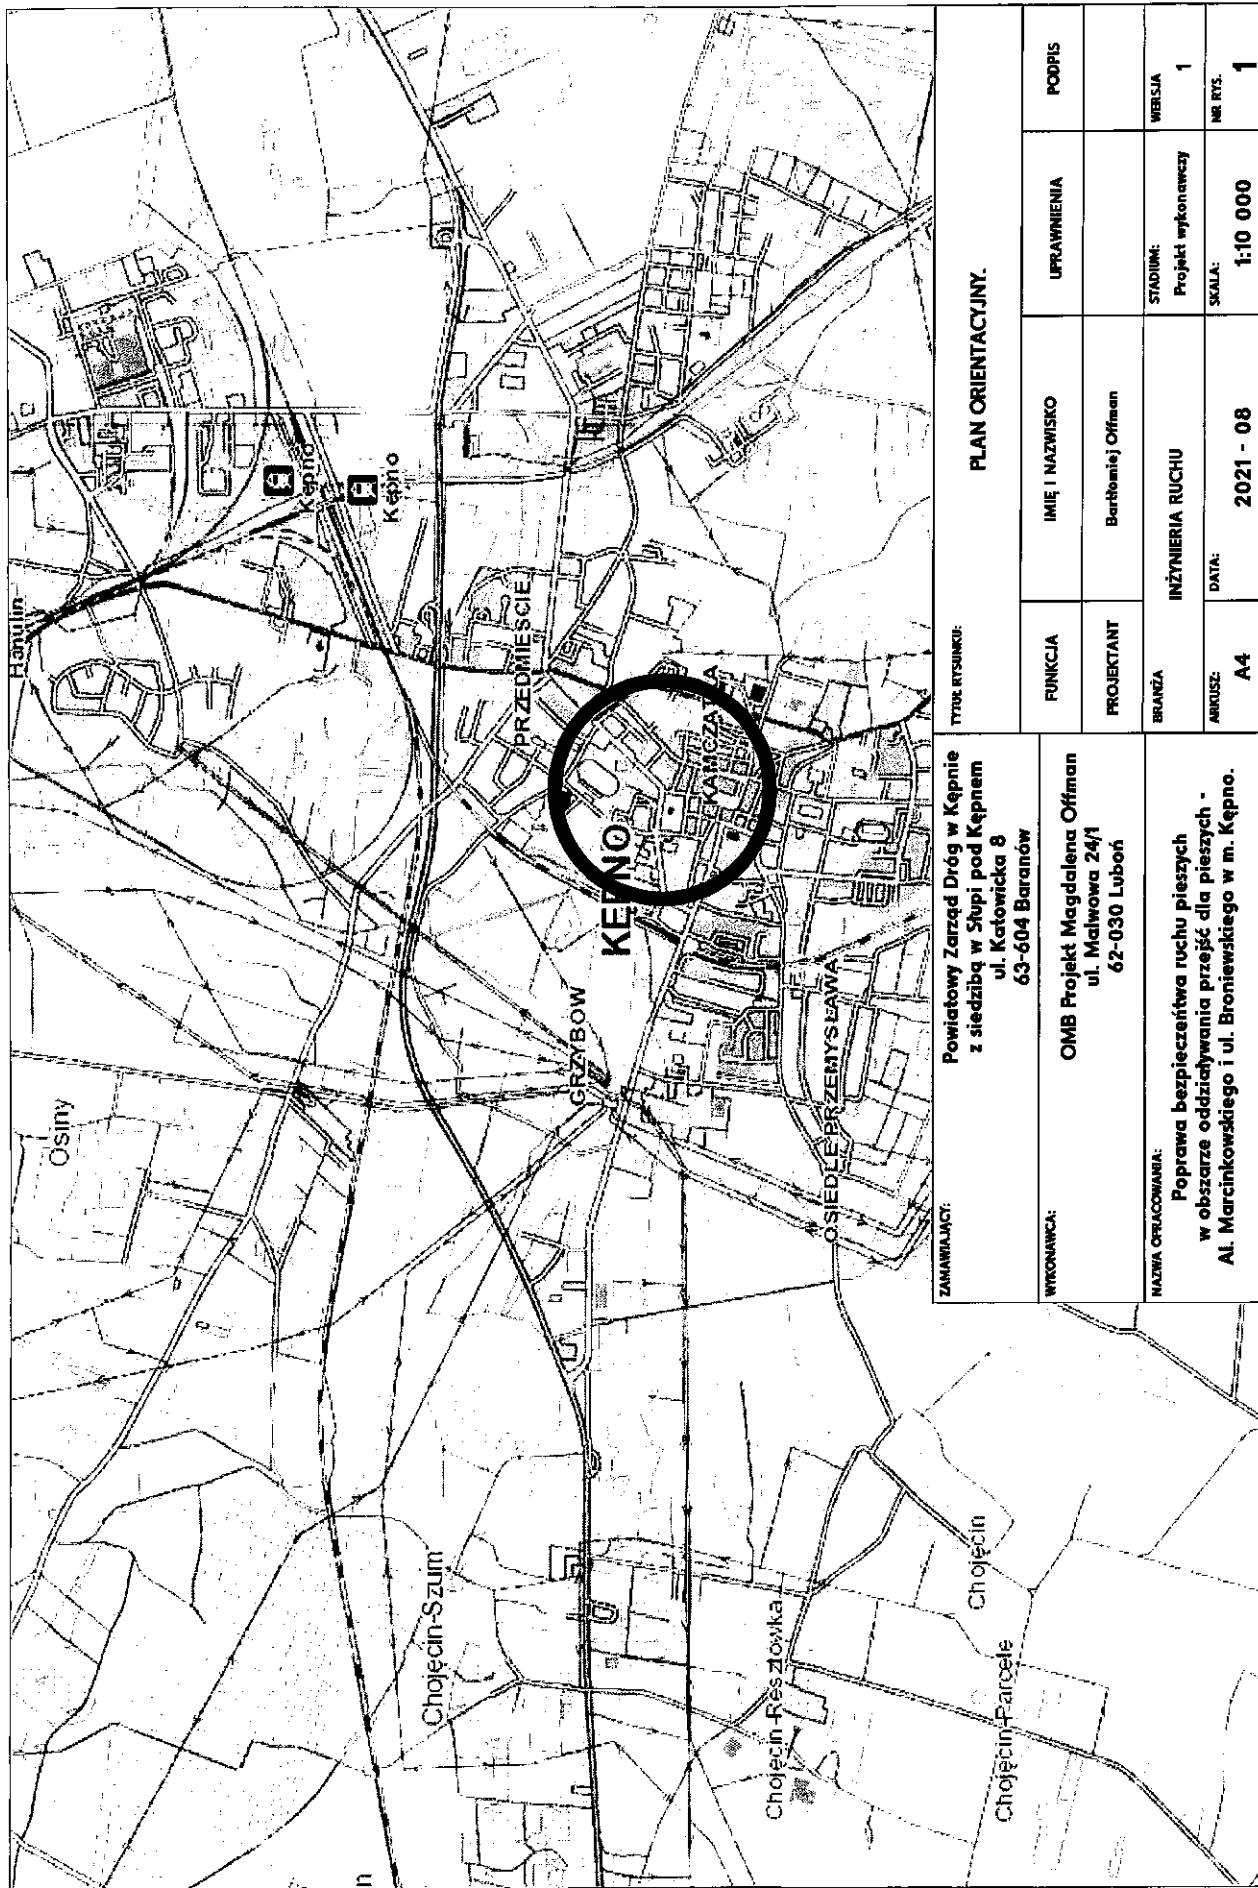 Hanulin
Kępno
Kępno
Osiny
PRZEDMIEŚCIE
KĘPNO
KAMCZATKA
GRZYBÓW
OSIEDLE PRZEMYSŁAWA
Chojęcin-Szum
Chojęcin-Resztówka
Chojęcin
Chojęcin-Parcele
n
ZAMAWIAJĄCY:
Powiatowy Zarząd Dróg w Kępnie
z siedzibą w Słupi pod Kępnem
ul. Katowicka 8
63-604 Baranów
WYKONAWCA:
OMB Projekt Magdalena Offman
ul. Malwowa 24/1
62-030 Luboń
NAZWA OPRACOWANIA:
Poprawa bezpieczeństwa ruchu pieszych
w obszarze oddziaływania przejść dla pieszych -
Al. Marcinkowskiego i ul. Broniewskiego w m. Kępno.
TYTUŁ RYSUNKU:
PLAN ORIENTACYJNY.
FUNKCJA IMIĘ I NAZWISKO UPRAWNIENIA PODPIS
PROJEKTANT Bartłomiej Offman
BRANŻA INŻYNIERIA RUCHU
STADIUM: Projekt wykonawczy
WERSJA 1
ARKUSZ: A4
DATA: 2021 - 08
SKALA: 1:10 000
NR RYS. 1